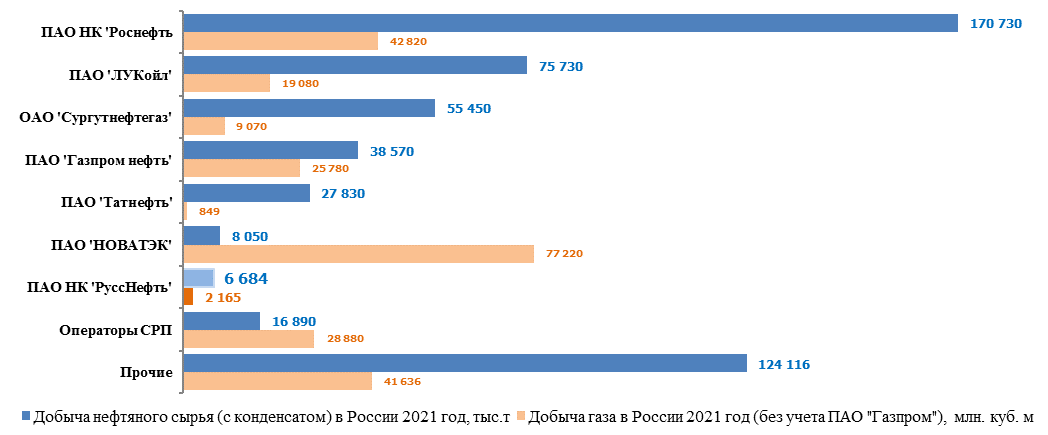 ПАО НК 'Роснефть
170 730
42 820
ПАО 'ЛУКойл'
75 730
19 080
ОАО 'Сургутнефтегаз'
55 450
9 070
ПАО 'Газпром нефть'
38 570
25 780
ПАО 'Татнефть'
27 830
849
ПАО 'НОВАТЭК'
8 050
77 220
ПАО НК 'РуссНефть'
6 684
2 165
Операторы СРП
16 890
28 880
Прочие
124 116
41 636
Добыча нефтяного сырья (с конденсатом) в России 2021 год, тыс.т
Добыча газа в России 2021 год (без учета ПАО "Газпром"), млн. куб. м